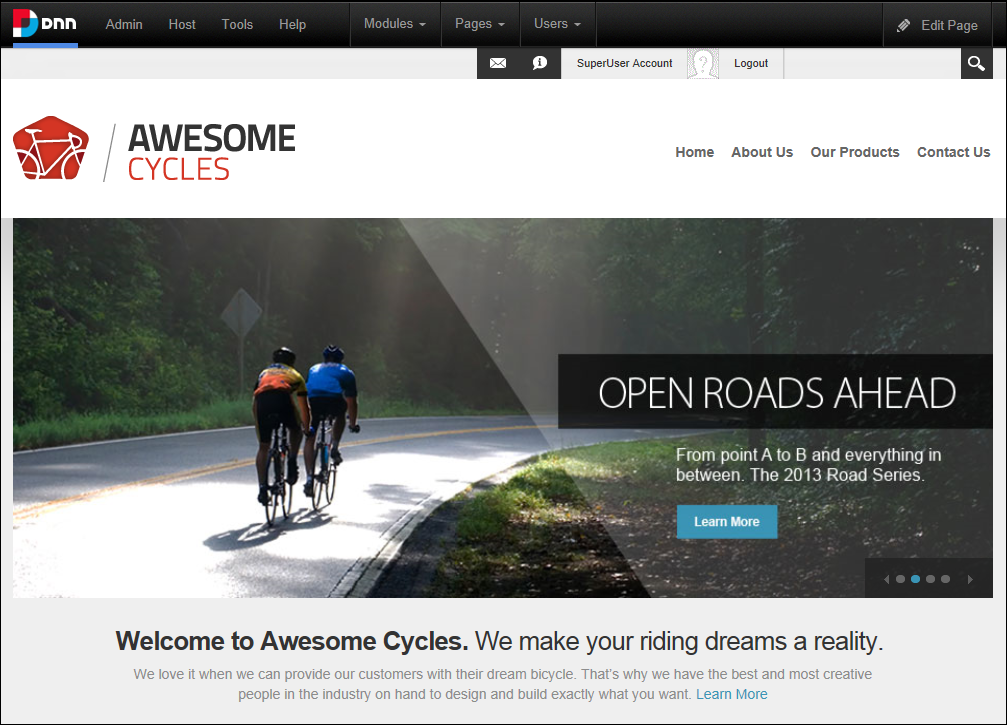 DNN Admin Host Tools Help Modules Pages Users Edit Page
SuperUser Account Logout
AWESOME
CYCLES
Home About Us Our Products Contact Us
OPEN ROADS AHEAD
From point A to B and everything in
between. The 2013 Road Series.
Learn More
Welcome to Awesome Cycles. We make your riding dreams a reality.
We love it when we can provide our customers with their dream bicycle. That's why we have the best and most creative
people in the industry on hand to design and build exactly what you want. Learn More